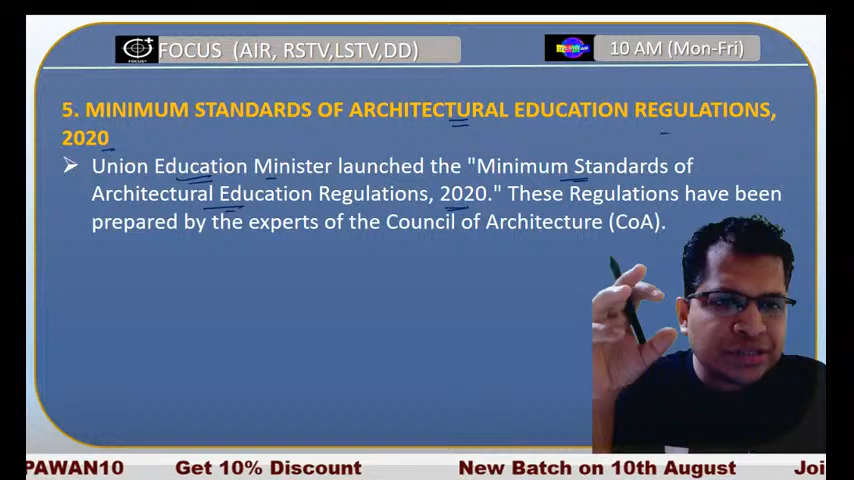 FOCUS (AIR, RSTV,LSTV,DD)
10 AM (Mon-Fri)
5. MINIMUM STANDARDS OF ARCHITECTURAL EDUCATION REGULATIONS,
2020
Union Education Minister launched the "Minimum Standards of
Architectural Education Regulations, 2020." These Regulations have been
prepared by the experts of the Council of Architecture (CoA).
PAWAN10 Get 10% Discount New Batch on 10th August Joi